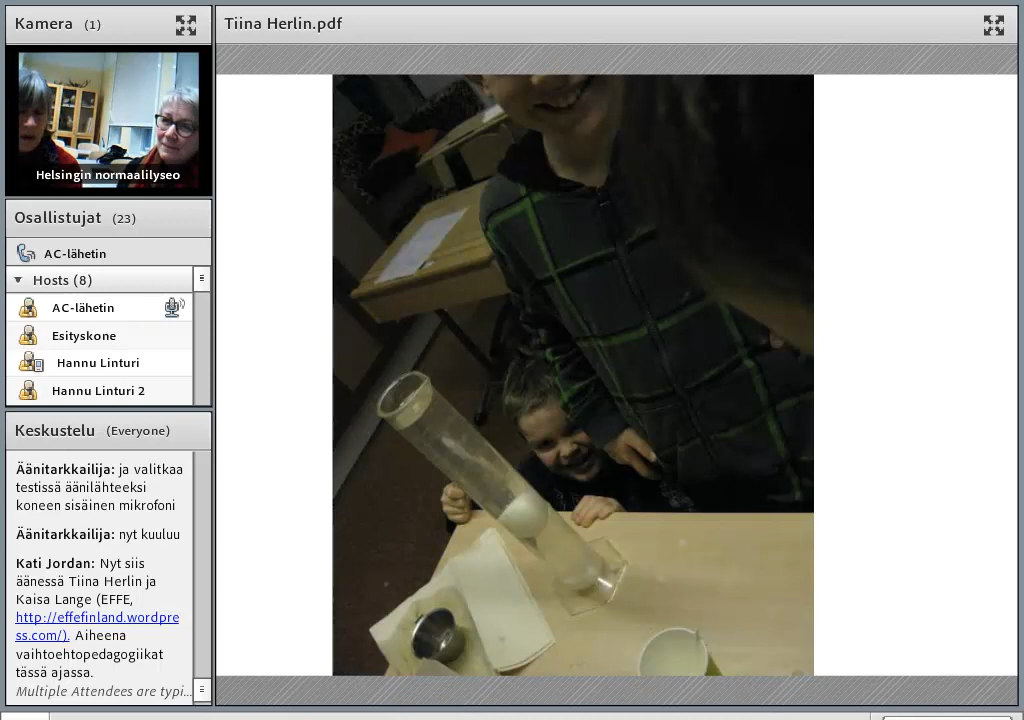 Kamera (1)
Helsingin normaalilyseo
Osallistujat (23)
AC-lähetin
Hosts (8)
AC-lähetin
Esityskone
Hannu Linturi
Hannu Linturi 2
Keskustelu (Everyone)
Äänitarkkailija: ja valitkaa
testissä äänilähteeksi
koneen sisäinen mikrofoni
Äänitarkkailija: nyt kuuluu
Kati Jordan: Nyt siis
äänessä Tiina Herlin ja
Kaisa Lange (EFFE,
http://effefinland.wordpre
ss.com/). Aiheena
vaihtoehtopedagogiikat
tässä ajassa.
Multiple Attendees are typi...
Tiina Herlin.pdf